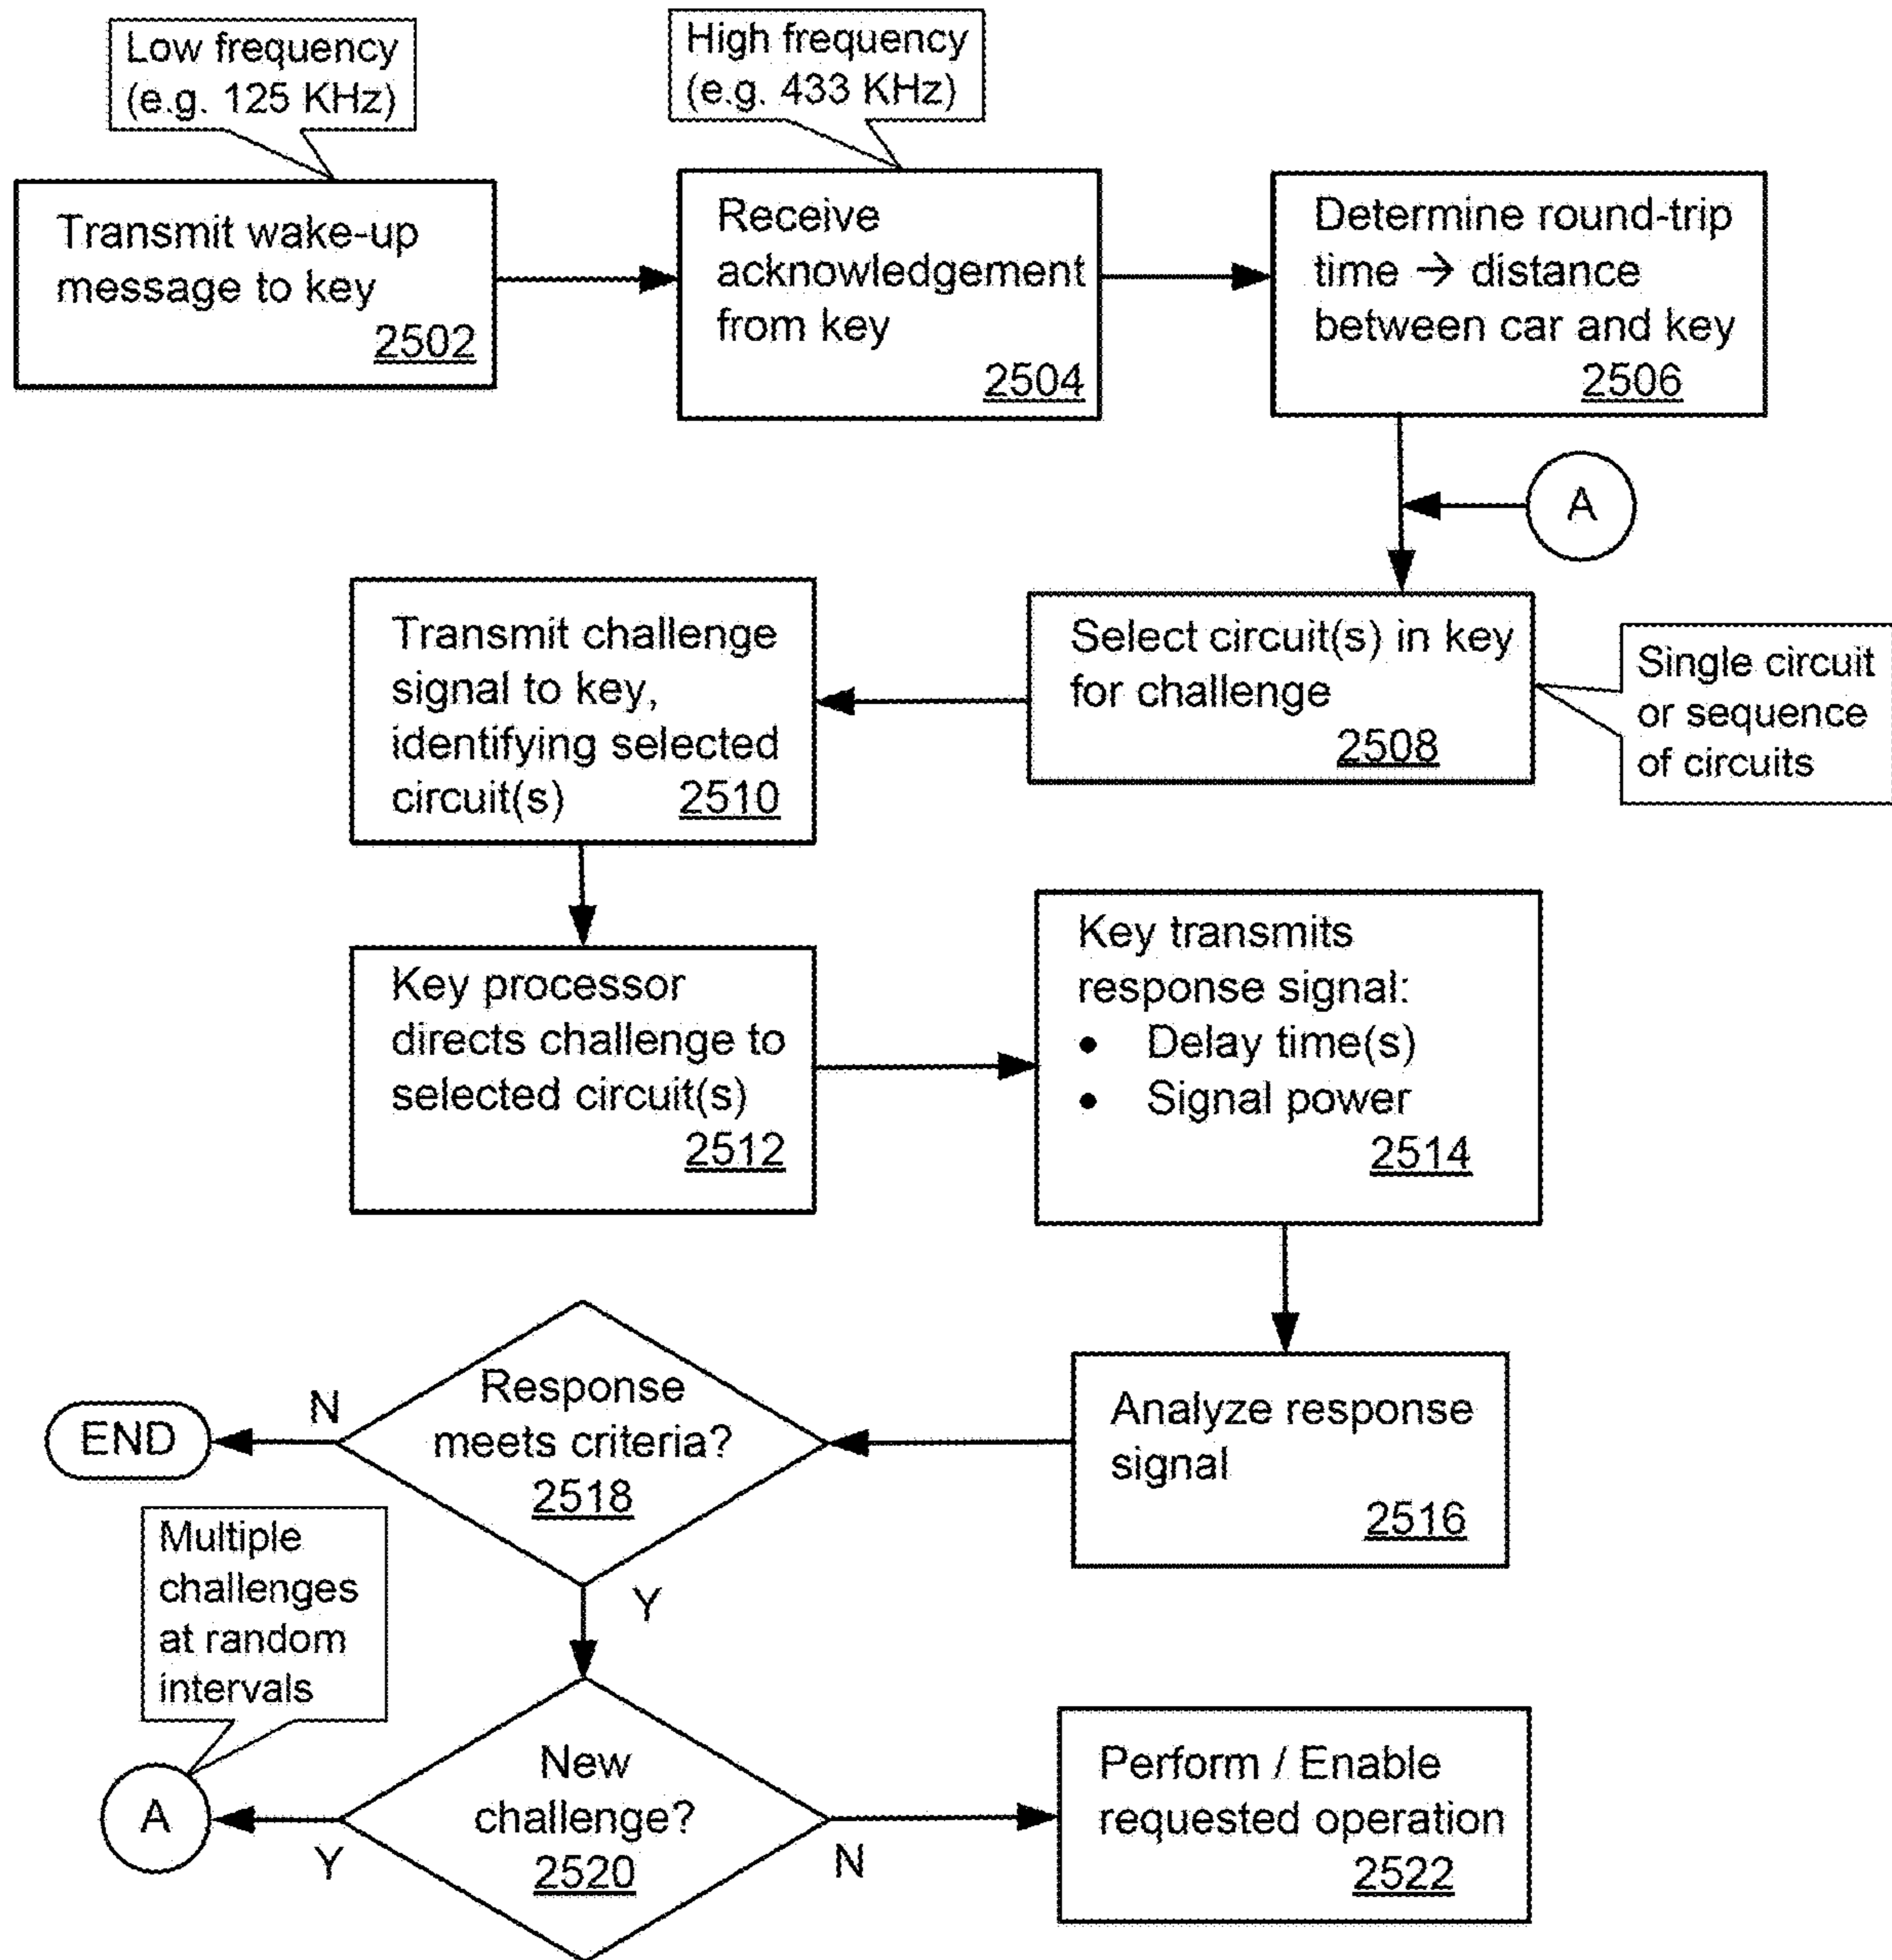 Low frequency
(e.g. 125 KHz)
High frequency
(e.g. 433 KHz)
Transmit wake-up
message to key
2502
Receive
acknowledgement
from key
2504
Determine round-trip
time → distance
between car and key
2506
A
Select circuit(s) in key
for challenge
2508
Single circuit
or sequence
of circuits
Transmit challenge
signal to key,
identifying selected
circuit(s) 2510
Key processor
directs challenge to
selected circuit(s)
2512
Key transmits
response signal:
• Delay time(s)
• Signal power
2514
Analyze response
signal
2516
Response
meets criteria?
2518
N
END
Y
Multiple
challenges
at random
intervals
New
challenge?
2520
Y
A
N
Perform / Enable
requested operation
2522